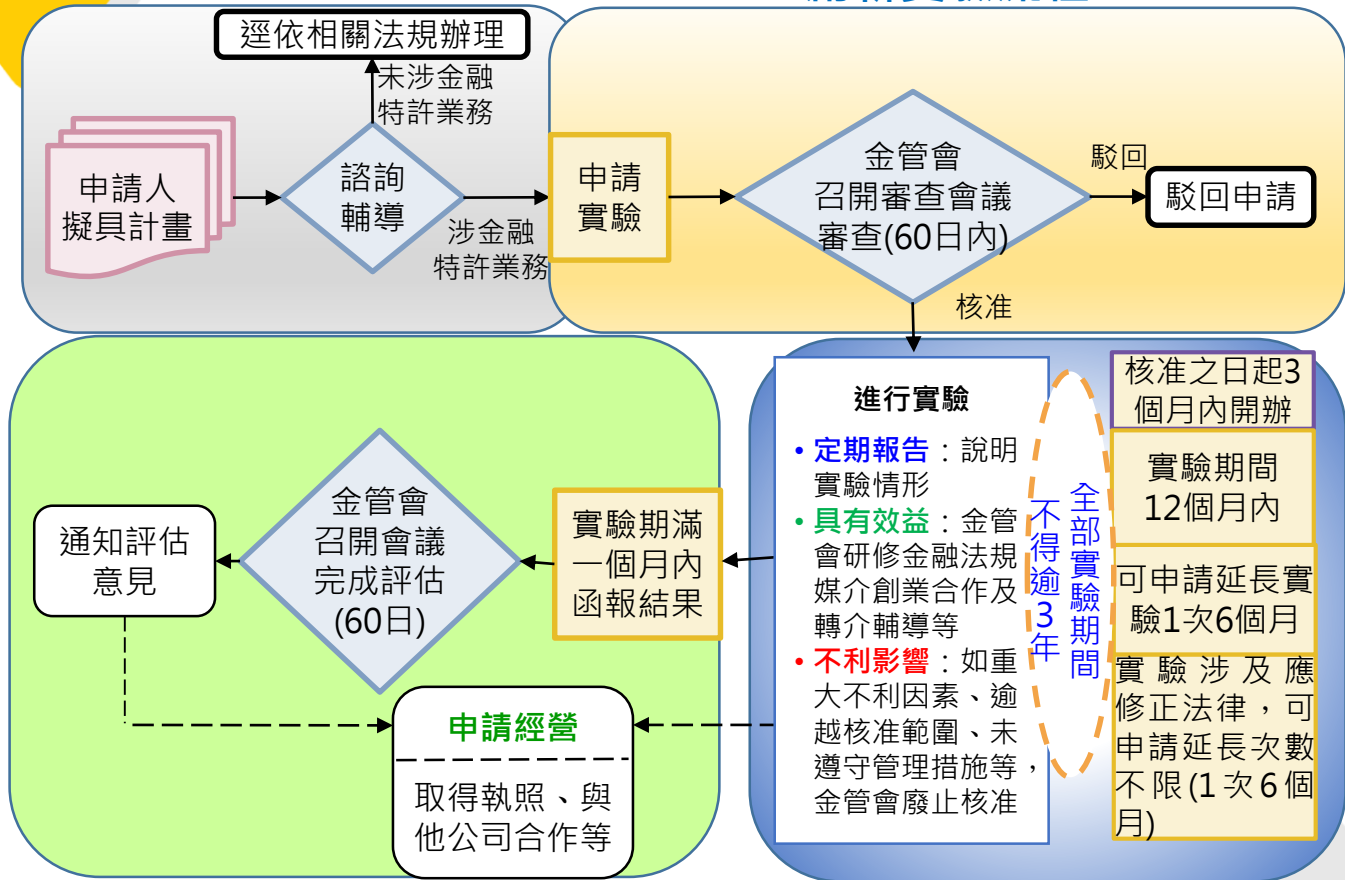 逕依相關法規辦理
未涉金融
特許業務
申請人
擬具計畫
諮詢
輔導
涉金融
特許業務
申請
實驗
金管會
召開審查會議
審查(60日內)
駁回
駁回申請
核准
進行實驗
• 定期報告：說明
實驗情形
• 具有效益：金管
會研修金融法規
媒介創業合作及
轉介輔導等
• 不利影響：如重
大不利因素、逾
越核准範圍、未
遵守管理措施等，
金管會廢止核准
全部實驗期間
不得逾3年
核准之日起3
個月內開辦
實驗期間
12個月內
可申請延長實
驗1次6個月
實驗涉及應
修正法律，可
申請延長次數
不限(1次6個
月)
實驗期滿
一個月內
函報結果
金管會
召開會議
完成評估
(60日)
通知評估
意見
申請經營
取得執照、與
他公司合作等